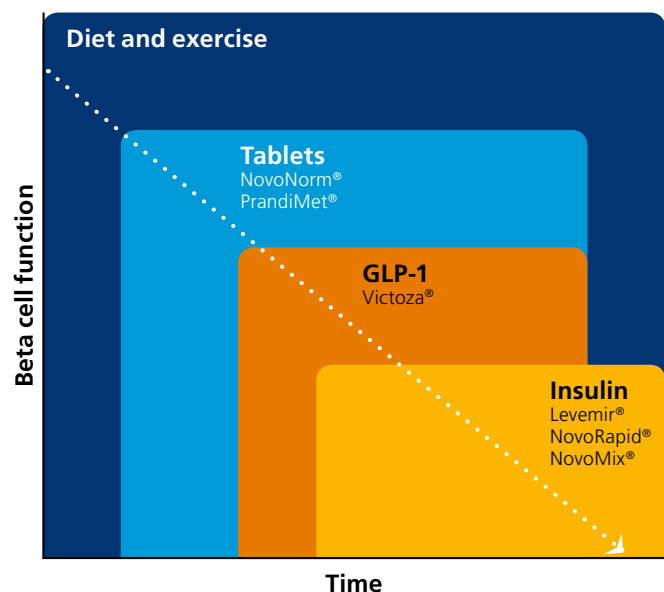 Diet and exercise
Tablets
NovoNorm®
PrandiMet®
GLP-1
Victoza®
Insulin
Levemir®
NovoRapid®
NovoMix®
Beta cell function
Time